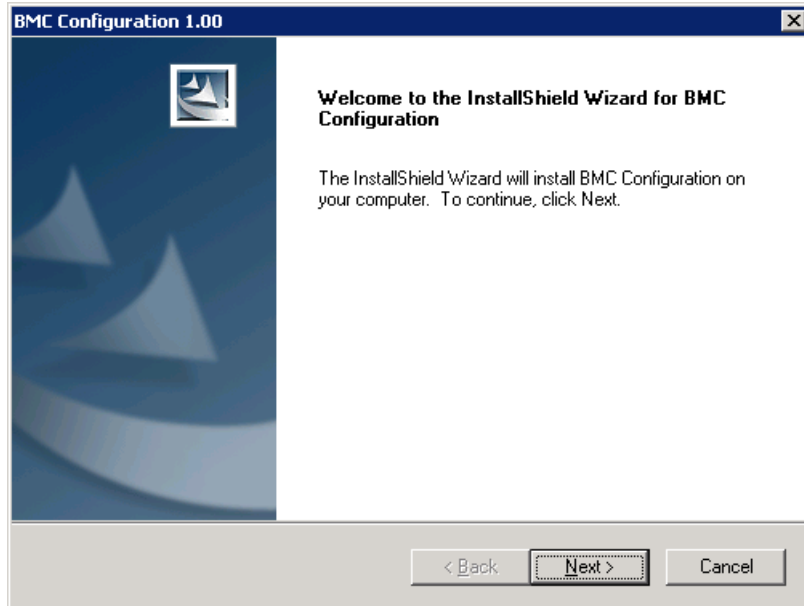 BMC Configuration 1.00
Welcome to the InstallShield Wizard for BMC
Configuration
The InstallShield Wizard will install BMC Configuration on
your computer.  To continue, click Next.
< Back
Next >
Cancel